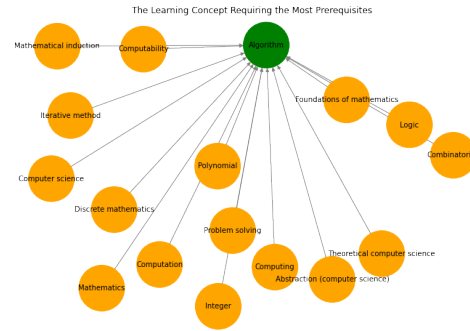 The Learning Concept Requiring the Most Prerequisites
Algorithm
Mathematical induction
Computability
Foundations of mathematics
Iterative method
Logic
Combinatori
Polynomial
Computer science
Discrete mathematics
Problem solving
Theoretical computer science
Computation
Computing
Abstraction (computer science)
Mathematics
Integer